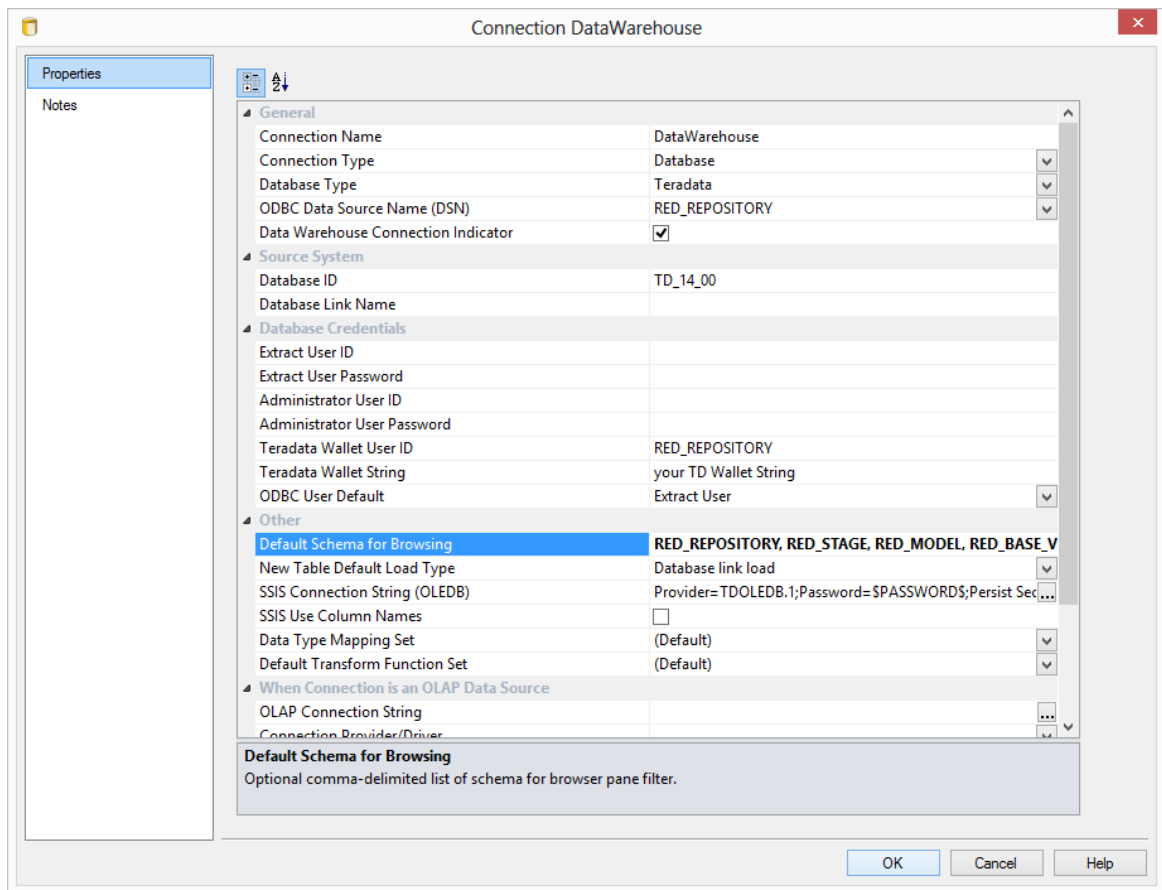 Connection DataWarehouse
Properties
Notes
General
Connection Name DataWarehouse
Connection Type Database
Database Type Teradata
ODBC Data Source Name (DSN) RED_REPOSITORY
Data Warehouse Connection Indicator
Source System
Database ID TD_14_00
Database Link Name
Database Credentials
Extract User ID
Extract User Password
Administrator User ID
Administrator User Password
Teradata Wallet User ID RED_REPOSITORY
Teradata Wallet String your TD Wallet String
ODBC User Default Extract User
Other
Default Schema for Browsing RED_REPOSITORY, RED_STAGE, RED_MODEL, RED_BASE_V
New Table Default Load Type Database link load
SSIS Connection String (OLEDB) Provider=TDOLEDB.1;Password=$PASSWORD$;Persist Sec...
SSIS Use Column Names
Data Type Mapping Set (Default)
Default Transform Function Set (Default)
When Connection is an OLAP Data Source
OLAP Connection String ...
Connection Provider/Driver
Default Schema for Browsing
Optional comma-delimited list of schema for browser pane filter.
OK Cancel Help